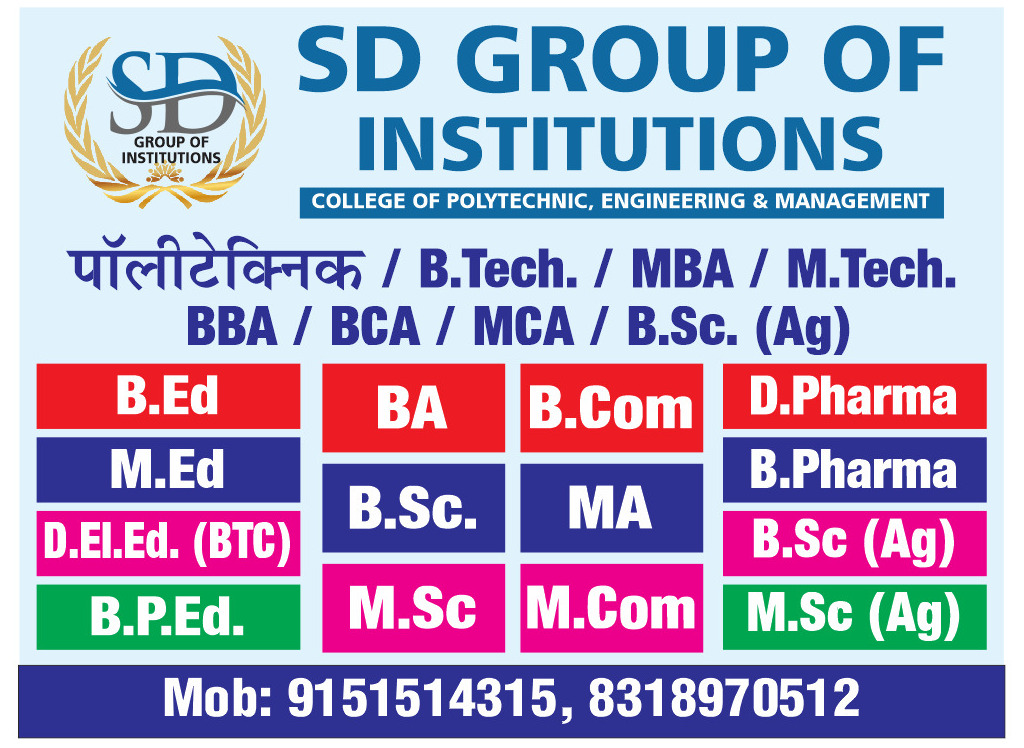 SD
GROUP OF
INSTITUTIONS
SD GROUP OF
INSTITUTIONS
COLLEGE OF POLYTECHNIC, ENGINEERING & MANAGEMENT
पॉलीटेक्निक / B.Tech. / MBA / M.Tech.
BBA / BCA / MCA / B.Sc. (Ag)
B.Ed
M.Ed
D.El.Ed. (BTC)
B.P.Ed.
BA
B.Sc.
M.Sc
B.Com
MA
M.Com
D.Pharma
B.Pharma
B.Sc (Ag)
M.Sc (Ag)
Mob: 9151514315, 8318970512